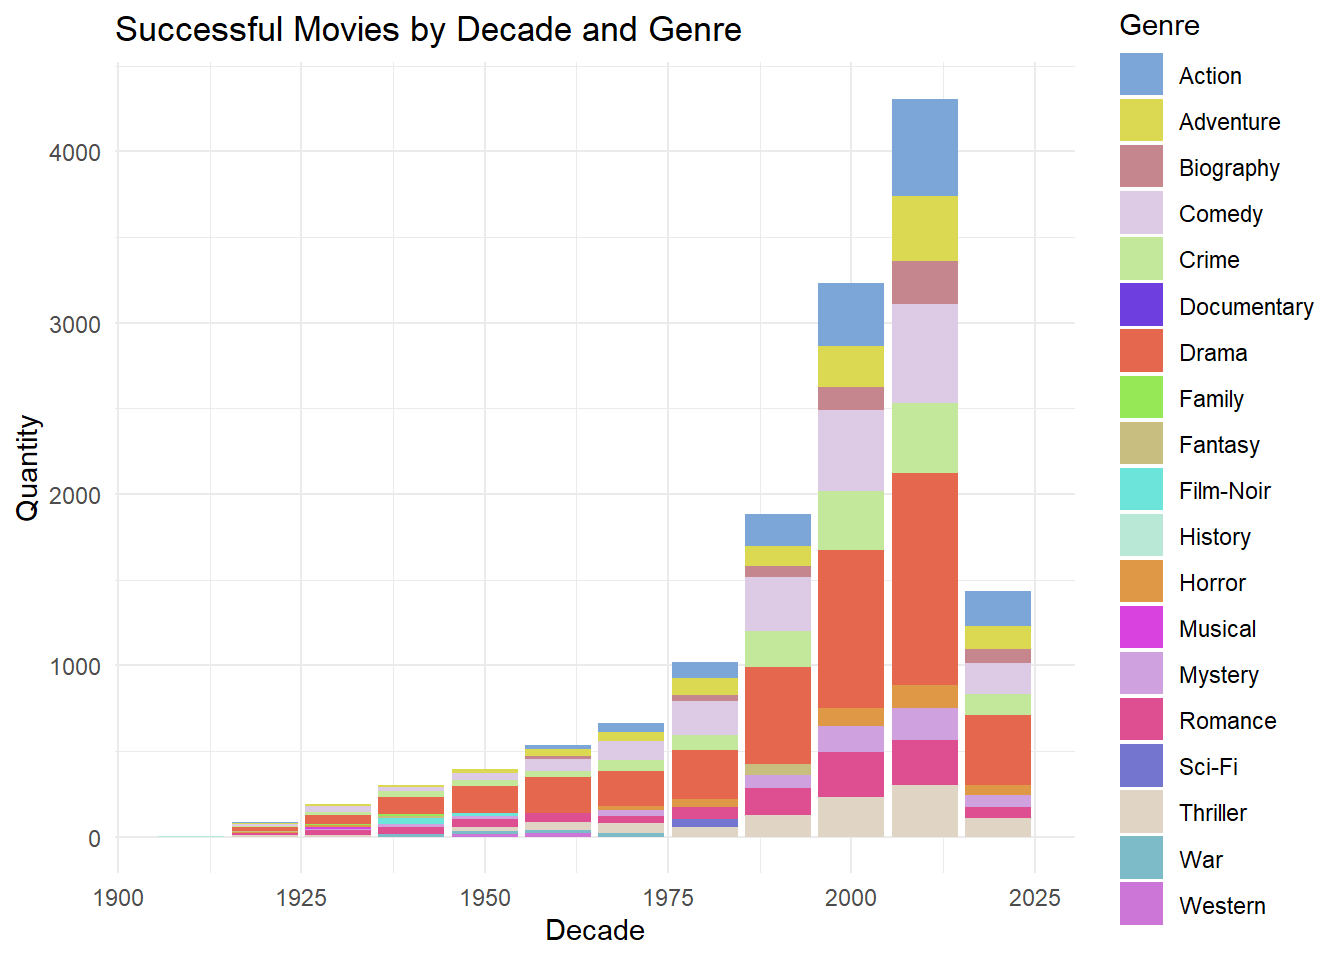 Successful Movies by Decade and Genre
Genre
Action
Adventure
Biography
Comedy
Crime
Documentary
Drama
Family
Fantasy
Film-Noir
History
Horror
Musical
Mystery
Romance
Sci-Fi
Thriller
War
Western
Quantity
4000
3000
2000
1000
0
1900 1925 1950 1975 2000 2025
Decade